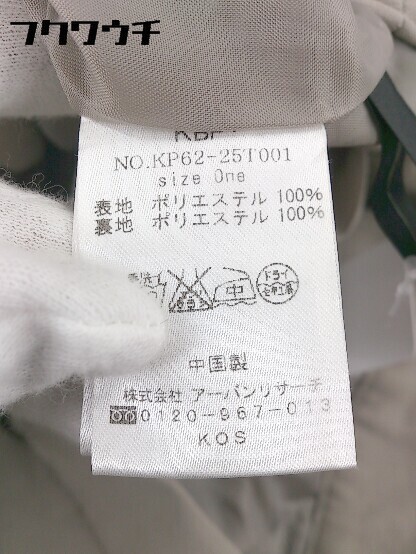 フクワウチ
NO.KP62-25T001
size One
表地 ポリエステル 100%
裏地 ポリエステル 100%
中
ドライ
中国製
株式会社 アーバンリサーチ
0120-967-013
KOS